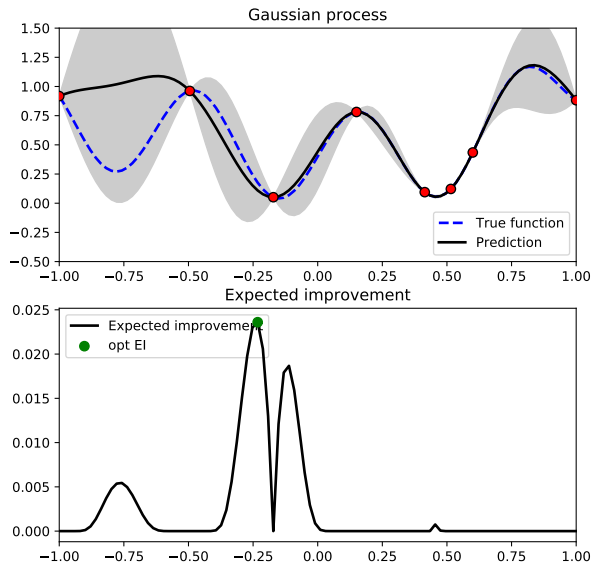 Gaussian process
1.50
1.25
1.00
0.75
0.50
0.25
0.00
−0.25
−0.50
True function
Prediction
−1.00 −0.75 −0.50 −0.25 0.00 0.25 0.50 0.75 1.00
Expected improvement
0.025
Expected improvement
opt EI
0.020
0.015
0.010
0.005
0.000
−1.00 −0.75 −0.50 −0.25 0.00 0.25 0.50 0.75 1.00